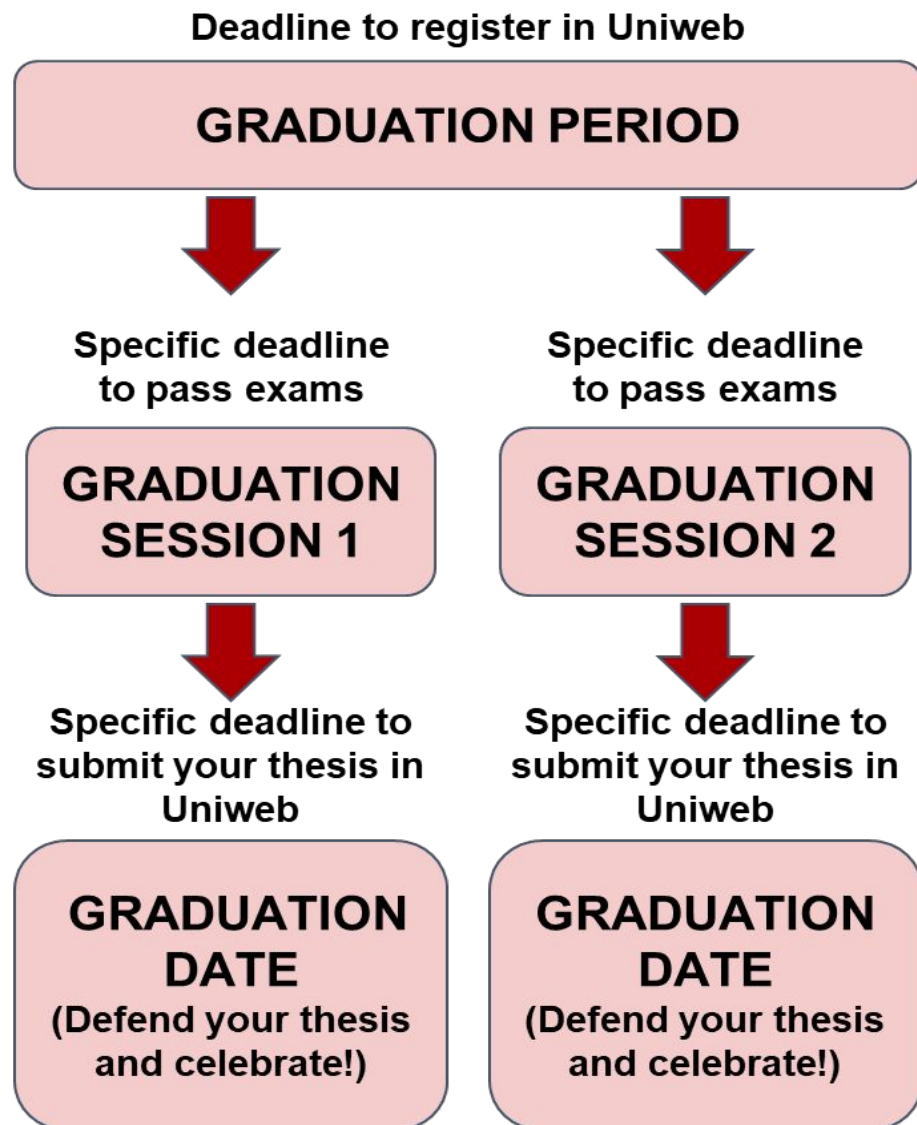 Deadline to register in Uniweb
GRADUATION PERIOD
Specific deadline
to pass exams
GRADUATION
SESSION 1
Specific deadline to
submit your thesis in
Uniweb
GRADUATION
DATE
(Defend your thesis
and celebrate!)
Specific deadline
to pass exams
GRADUATION
SESSION 2
Specific deadline to
submit your thesis in
Uniweb
GRADUATION
DATE
(Defend your thesis
and celebrate!)